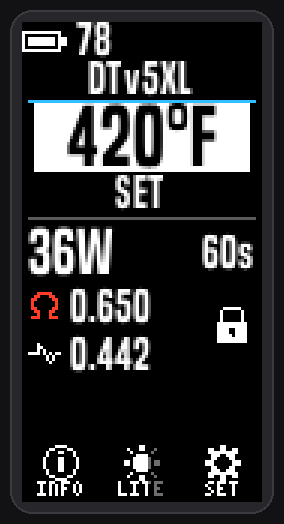 78
DTv5XL
420°F
SET
36W 60s
Ω 0.650
0.442
INFO LITE SET